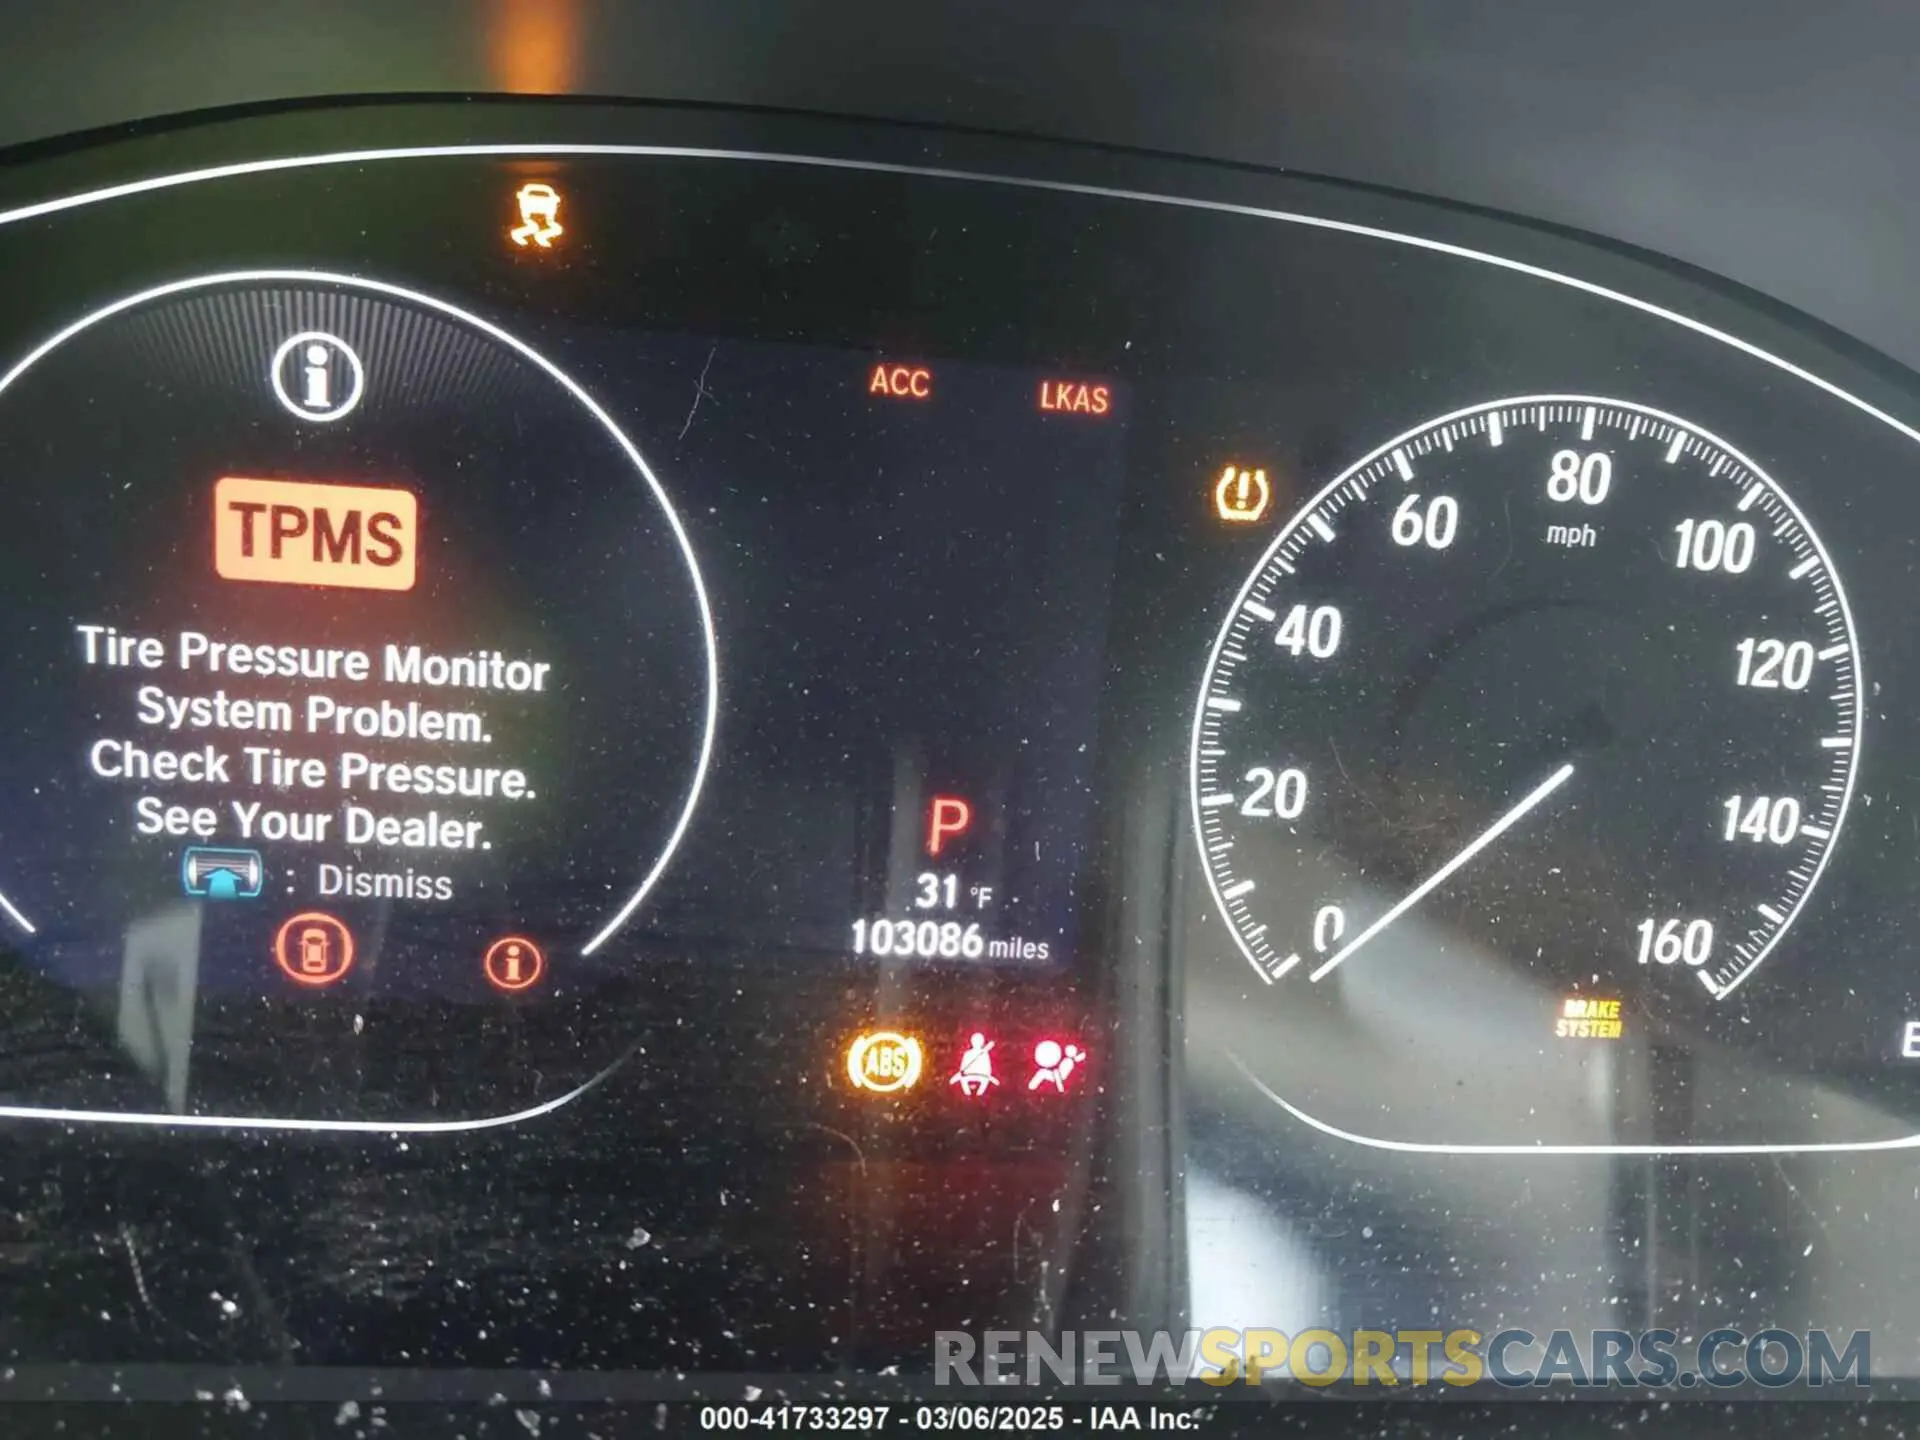 ACC
LKAS
TPMS
Tire Pressure Monitor
System Problem.
Check Tire Pressure.
See Your Dealer.
: Dismiss
P
31 °F
103086 miles
ABS
0
20
40
60
80
mph
100
120
140
160
BRAKE
SYSTEM
E
RENEWSPORTSCARS.COM
000-41733297 - 03/06/2025 - IAA Inc.